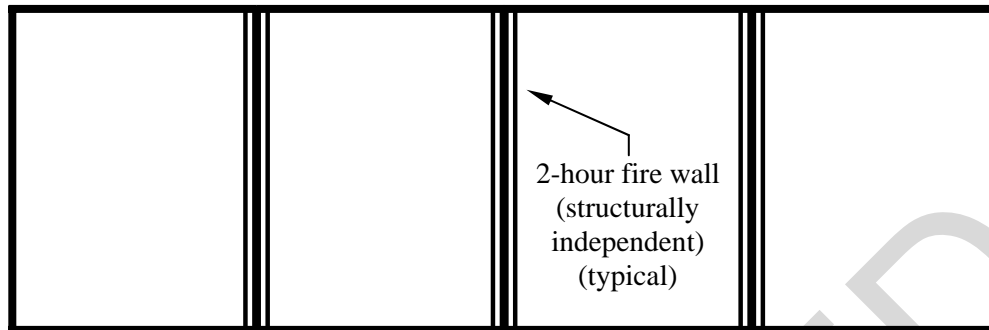 2-hour fire wall
(structurally
independent)
(typical)